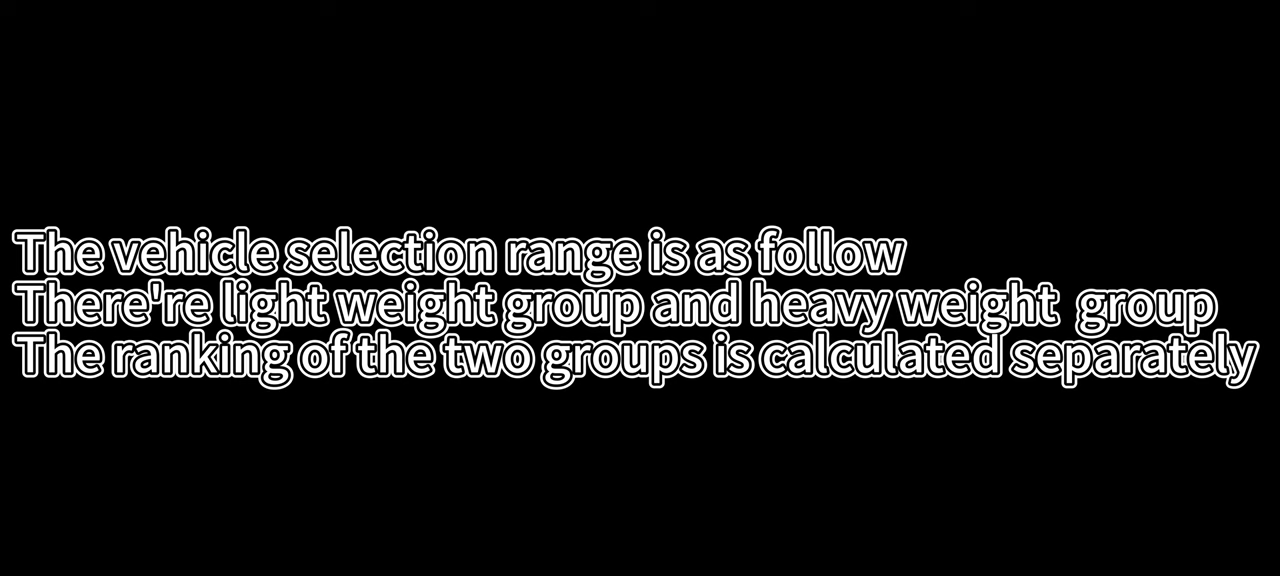 The vehicle selection range is as follow
There're light weight group and heavy weight  group
The ranking of the two groups is calculated separately